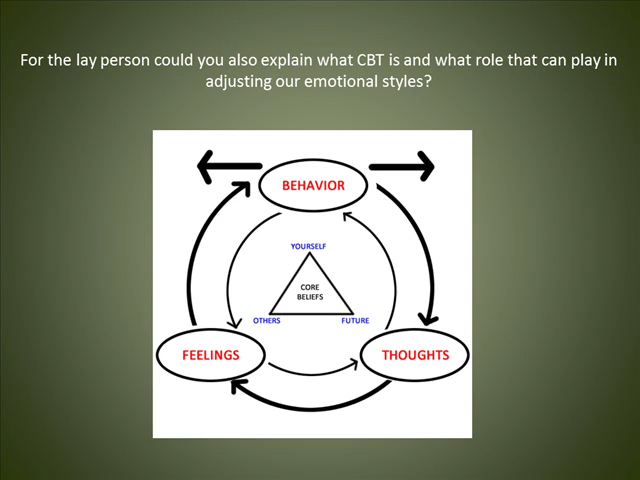 For the lay person could you also explain what CBT is and what role that can play in
adjusting our emotional styles?
BEHAVIOR
YOURSELF
CORE
BELIEFS
OTHERS
FUTURE
FEELINGS
THOUGHTS